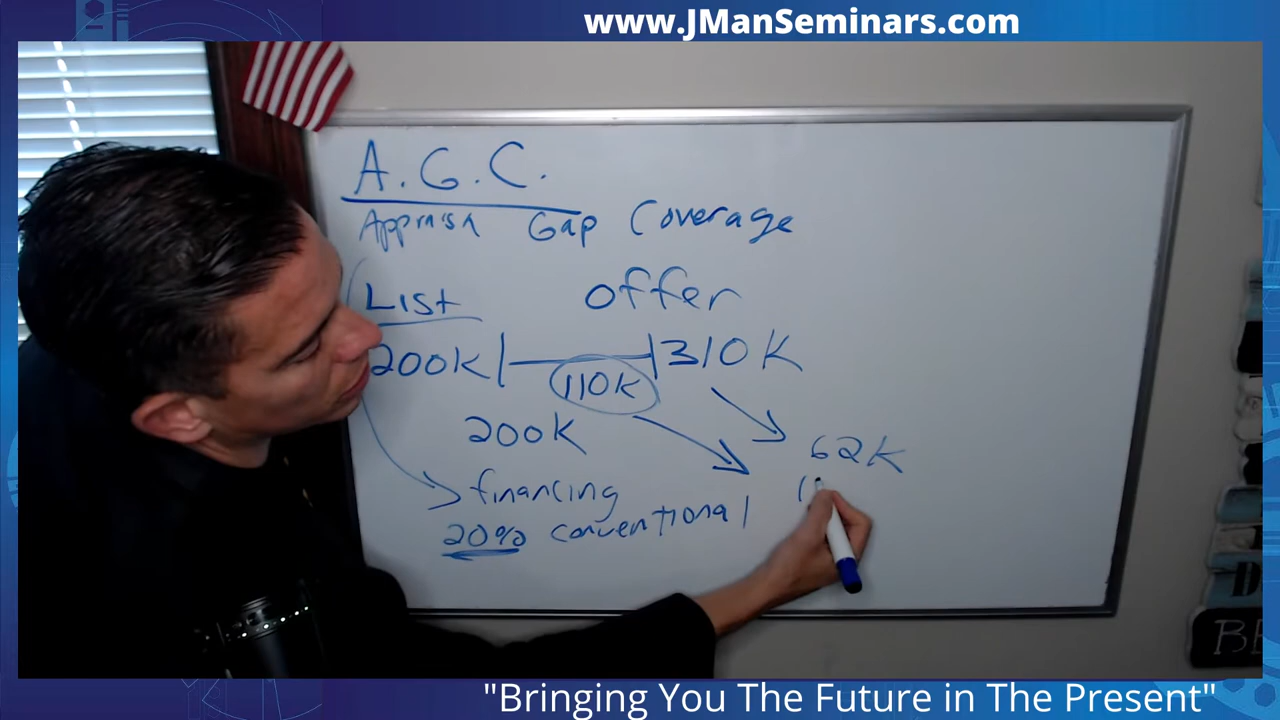 www.JManSeminars.com
A.G.C.
Appraisa Gap Coverage
List offer
200K 310K
110K
200K
62K
financing
20% conventional
"Bringing You The Future in The Present"